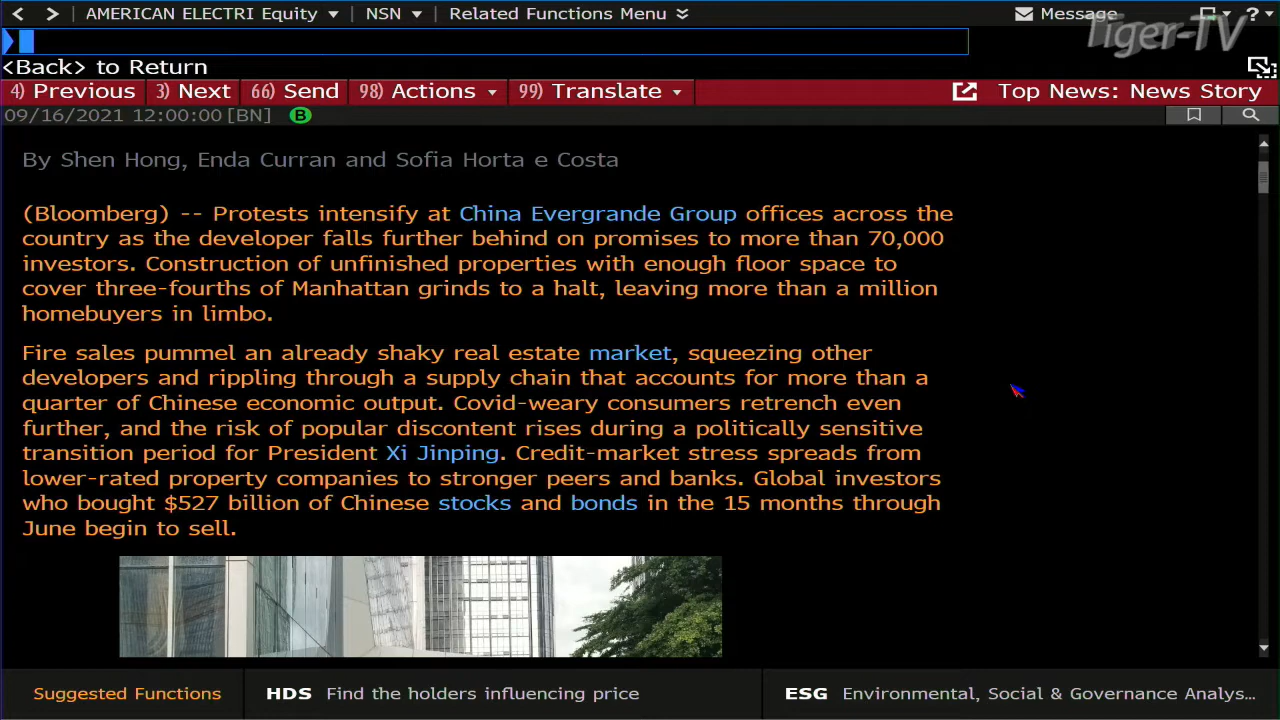 AMERICAN ELECTRI Equity NSN Related Functions Menu Message ?
Tiger-TV
<Back> to Return
4) Previous 3) Next 66) Send 98) Actions 99) Translate Top News: News Story
09/16/2021 12:00:00 [BN] B
By Shen Hong, Enda Curran and Sofia Horta e Costa
(Bloomberg) -- Protests intensify at China Evergrande Group offices across the
country as the developer falls further behind on promises to more than 70,000
investors. Construction of unfinished properties with enough floor space to
cover three-fourths of Manhattan grinds to a halt, leaving more than a million
homebuyers in limbo.
Fire sales pummel an already shaky real estate market, squeezing other
developers and rippling through a supply chain that accounts for more than a
quarter of Chinese economic output. Covid-weary consumers retrench even
further, and the risk of popular discontent rises during a politically sensitive
transition period for President Xi Jinping. Credit-market stress spreads from
lower-rated property companies to stronger peers and banks. Global investors
who bought $527 billion of Chinese stocks and bonds in the 15 months through
June begin to sell.
Suggested Functions HDS Find the holders influencing price ESG Environmental, Social & Governance Analys...